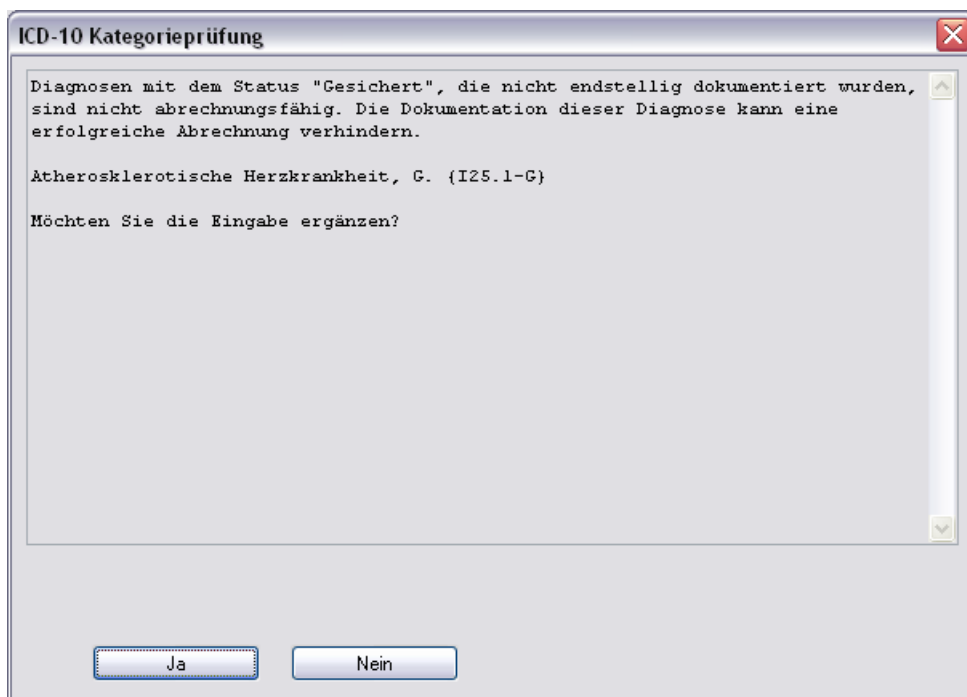 ICD-10 Kategorieprüfung
Diagnosen mit dem Status "Gesichert", die nicht endstellig dokumentiert wurden,
sind nicht abrechnungsfähig. Die Dokumentation dieser Diagnose kann eine
erfolgreiche Abrechnung verhindern.
Atherosklerotische Herzkrankheit, G. {I25.1-G}
Möchten Sie die Eingabe ergänzen?
Ja
Nein